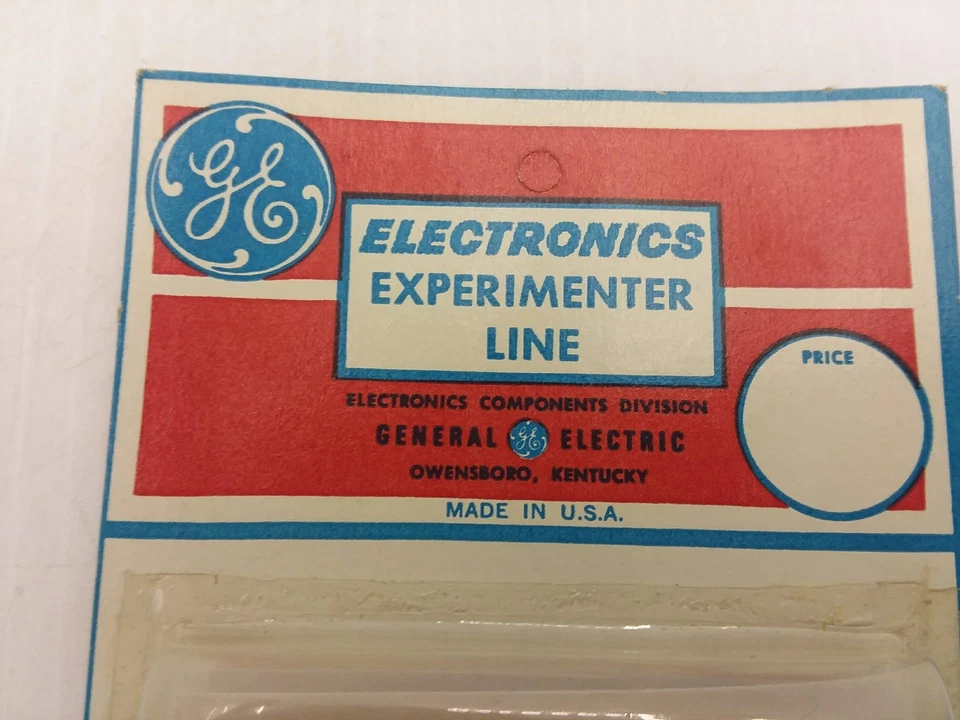 GE
ELECTRONICS
EXPERIMENTER
LINE
PRICE
ELECTRONICS COMPONENTS DIVISION
GENERAL GE ELECTRIC
OWENSBORO, KENTUCKY
MADE IN U.S.A.